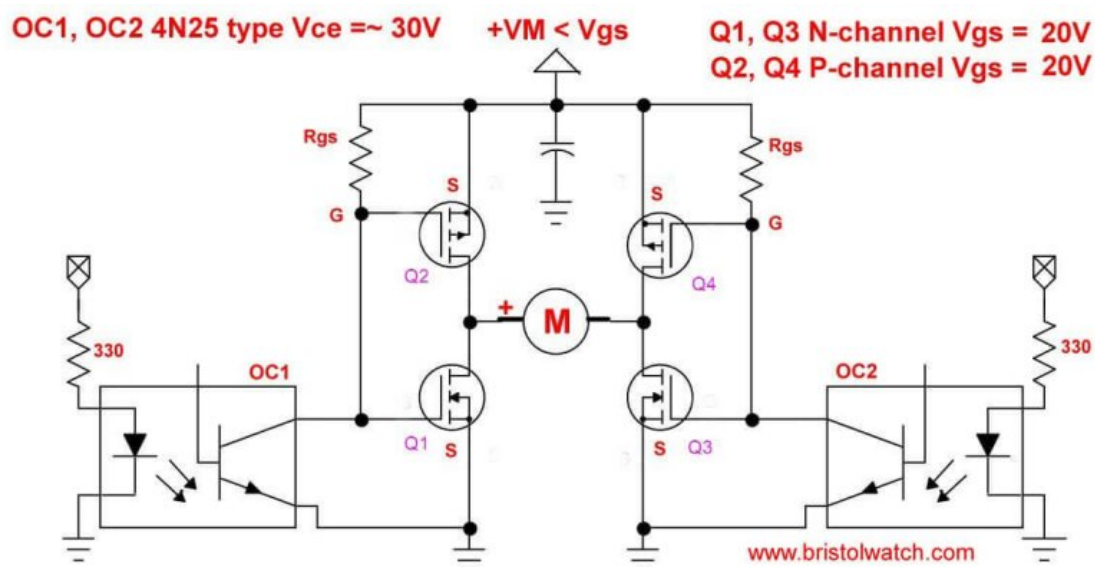 OC1, OC2 4N25 type Vce =~ 30V
+VM < Vgs
Q1, Q3 N-channel Vgs = 20V
Q2, Q4 P-channel Vgs = 20V
Rgs
Rgs
S
S
G
G
Q2
Q4
+
M
330
330
OC1
OC2
Q1
S
S
Q3
www.bristolwatch.com